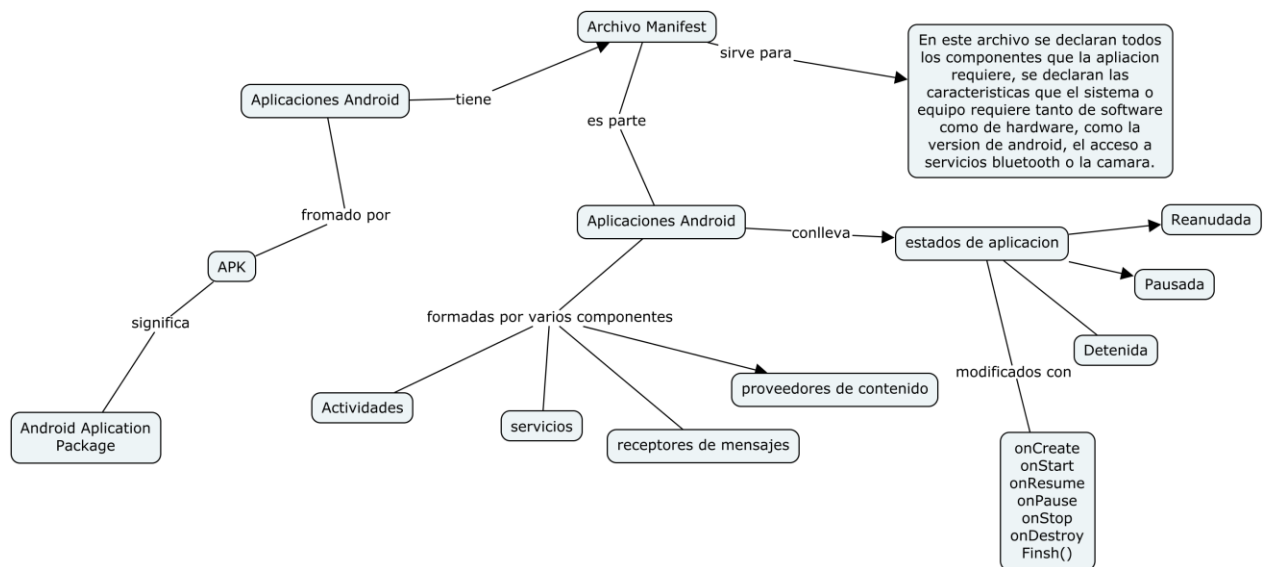 Archivo Manifest
sirve para
En este archivo se declaran todos
los componentes que la apliacion
requiere, se declaran las
caracteristicas que el sistema o
equipo requiere tanto de software
como de hardware, como la
version de android, el acceso a
servicios bluetooth o la camara.
Aplicaciones Android
tiene
es parte
fromado por
APK
significa
Android Aplication
Package
Aplicaciones Android
conlleva
estados de aplicacion
Reanudada
Pausada
Detenida
formadas por varios componentes
Actividades
servicios
receptores de mensajes
proveedores de contenido
modificados con
onCreate
onStart
onResume
onPause
onStop
onDestroy
Finsh()